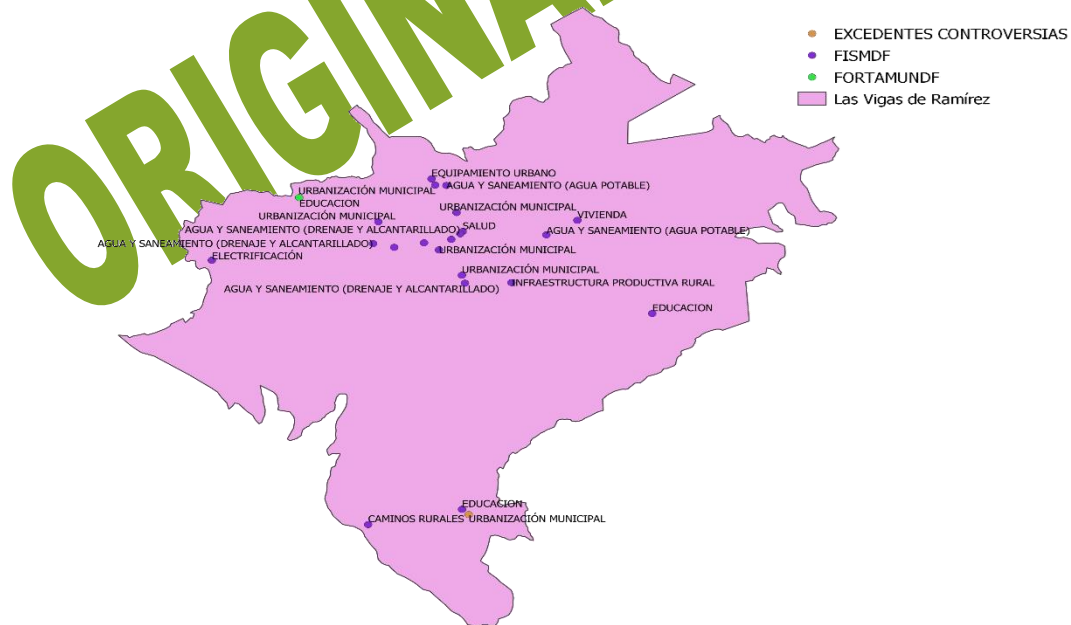 ORIGINA
EXCEDENTES CONTROVERSIAS
FISMDF
FORTAMUNDF
Las Vigas de Ramírez
EQUIPAMIENTO URBANO
AGUA Y SANEAMIENTO (AGUA POTABLE)
URBANIZACIÓN MUNICIPAL
EDUCACION
URBANIZACIÓN MUNICIPAL
URBANIZACIÓN MUNICIPAL
VIVIENDA
AGUA Y SANEAMIENTO (DRENAJE Y ALCANTARILLADO)
SALUD
AGUA Y SANEAMIENTO (AGUA POTABLE)
AGUA Y SANEAMIENTO (DRENAJE Y ALCANTARILLADO)
URBANIZACIÓN MUNICIPAL
ELECTRIFICACIÓN
URBANIZACIÓN MUNICIPAL
INFRAESTRUCTURA PRODUCTIVA RURAL
AGUA Y SANEAMIENTO (DRENAJE Y ALCANTARILLADO)
EDUCACION
EDUCACION
CAMINOS RURALES
URBANIZACIÓN MUNICIPAL